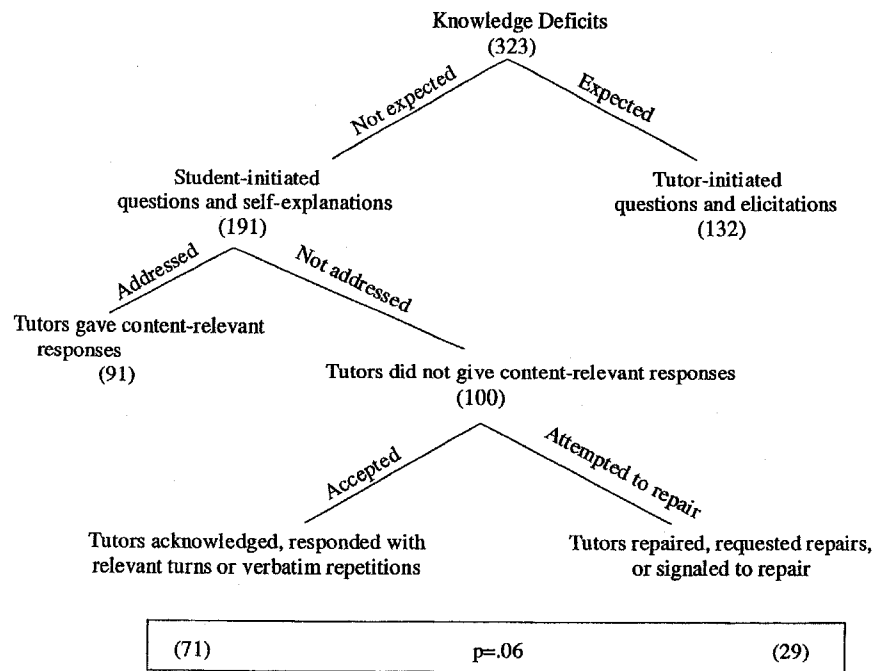 Knowledge Deficits
(323)
Not expected
Expected
Student-initiated
questions and self-explanations
(191)
Tutor-initiated
questions and elicitations
(132)
Addressed
Not addressed
Tutors gave content-relevant
responses
(91)
Tutors did not give content-relevant responses
(100)
Accepted
Attempted to repair
Tutors acknowledged, responded with
relevant turns or verbatim repetitions
Tutors repaired, requested repairs,
or signaled to repair
(71) p=.06 (29)